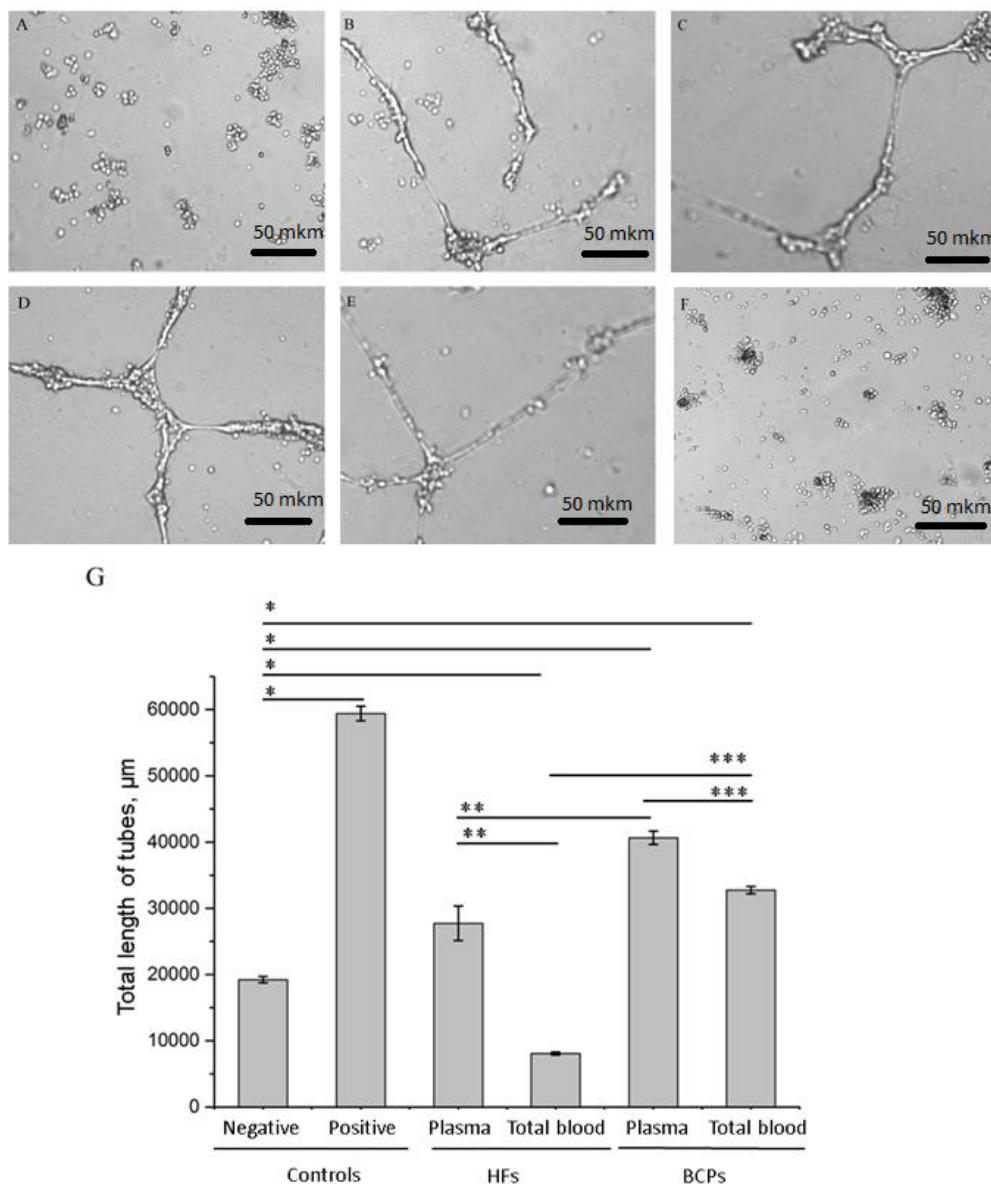 A
50 mkm
B
50 mkm
C
50 mkm
D
50 mkm
E
50 mkm
F
50 mkm
G
*
*
*
*
***
***
**
**
Total length of tubes, µm
60000
50000
40000
30000
20000
10000
0
Negative Positive Plasma Total blood Plasma Total blood
Controls HFs BCPs